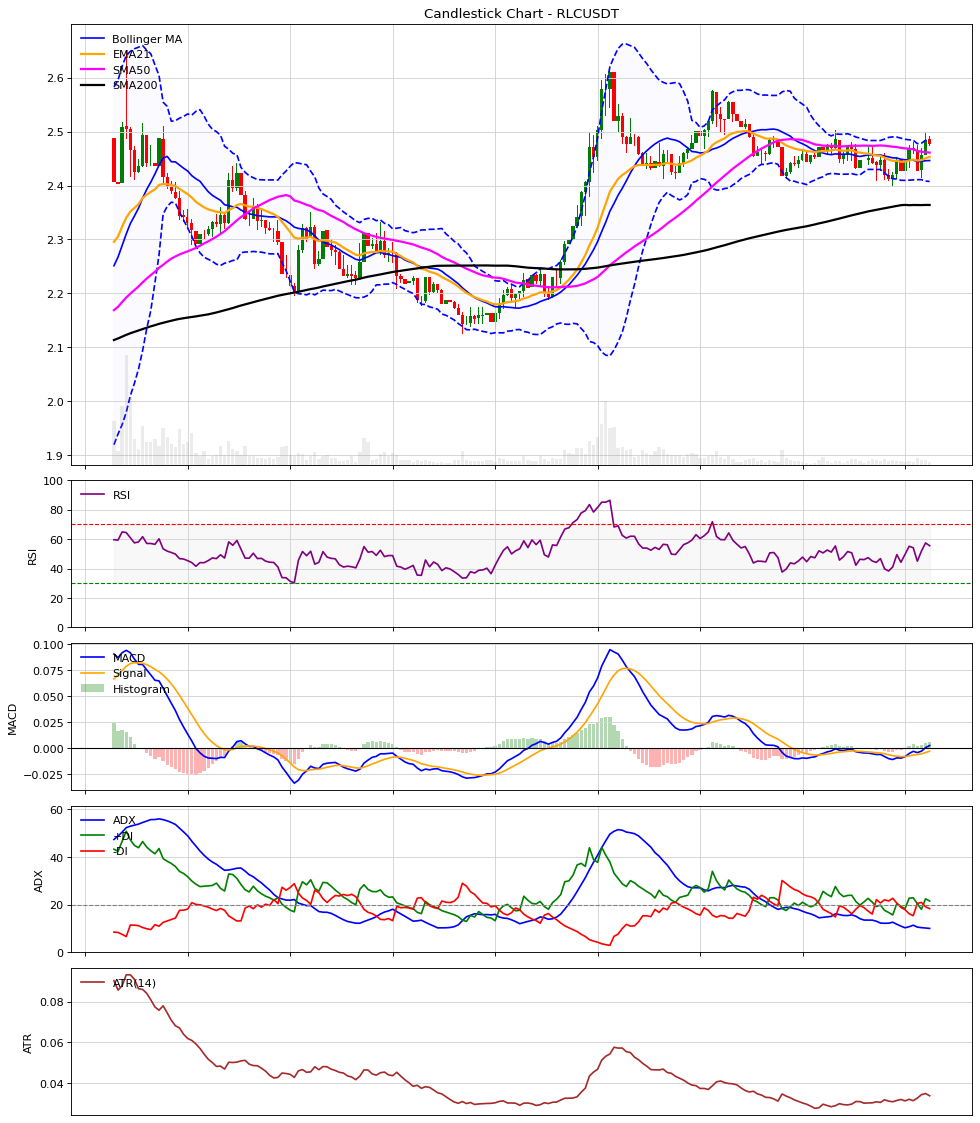 Candlestick Chart - RLCUSDT
Bollinger MA
EMA21
SMA50
SMA200
2.6
2.5
2.4
2.3
2.2
2.1
2.0
1.9
RSI
RSI
100
80
60
40
20
0
MACD
Signal
Histogram
MACD
0.100
0.075
0.050
0.025
0.000
−0.025
ADX
+DI
-DI
ADX
60
40
20
0
ATR(14)
ATR
0.08
0.06
0.04